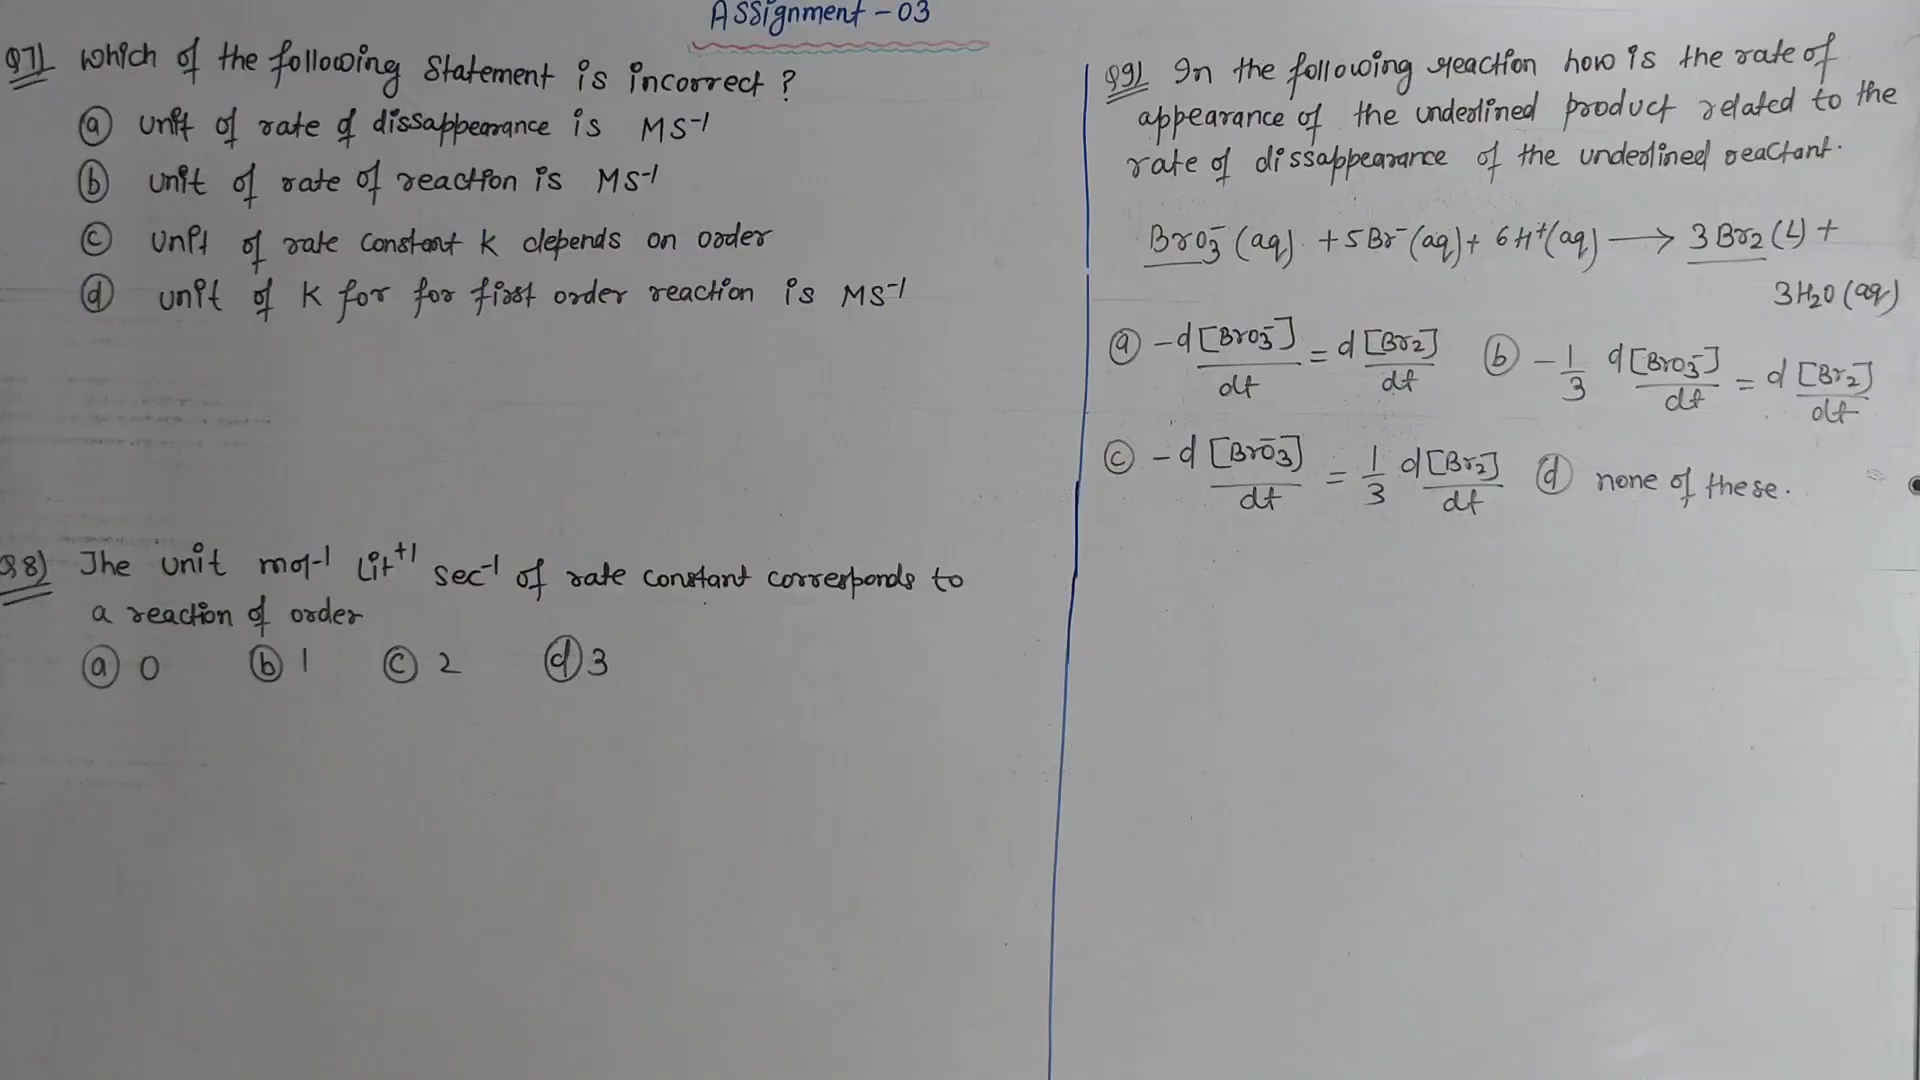 Assignment - 03
Q7) which of the following Statement is incorrect ?
(a) unit of rate of dissappearance is MS⁻¹
(b) unit of rate of reaction is MS⁻¹
(c) unit of rate constant k depends on order
(d) unit of K for for first order reaction is MS⁻¹
Q8) The unit mol⁻¹ Lit⁺¹ sec⁻¹ of rate constant corresponds to
a reaction of order
(a) 0 (b) 1 (c) 2 (d) 3
Q9) In the following reaction how is the rate of
appearance of the underlined product related to the
rate of dissappearance of the underlined reactant.
BrO₃⁻ (aq) + 5Br⁻(aq) + 6H⁺(aq) ⟶ 3Br₂(L) +
3H₂O (aq)
(a) -d[BrO₃⁻]/dt = d[Br₂]/dt (b) -1/3 d[BrO₃⁻]/dt = d[Br₂]/dt
(c) -d[BrO₃⁻]/dt = 1/3 d[Br₂]/dt (d) none of these.